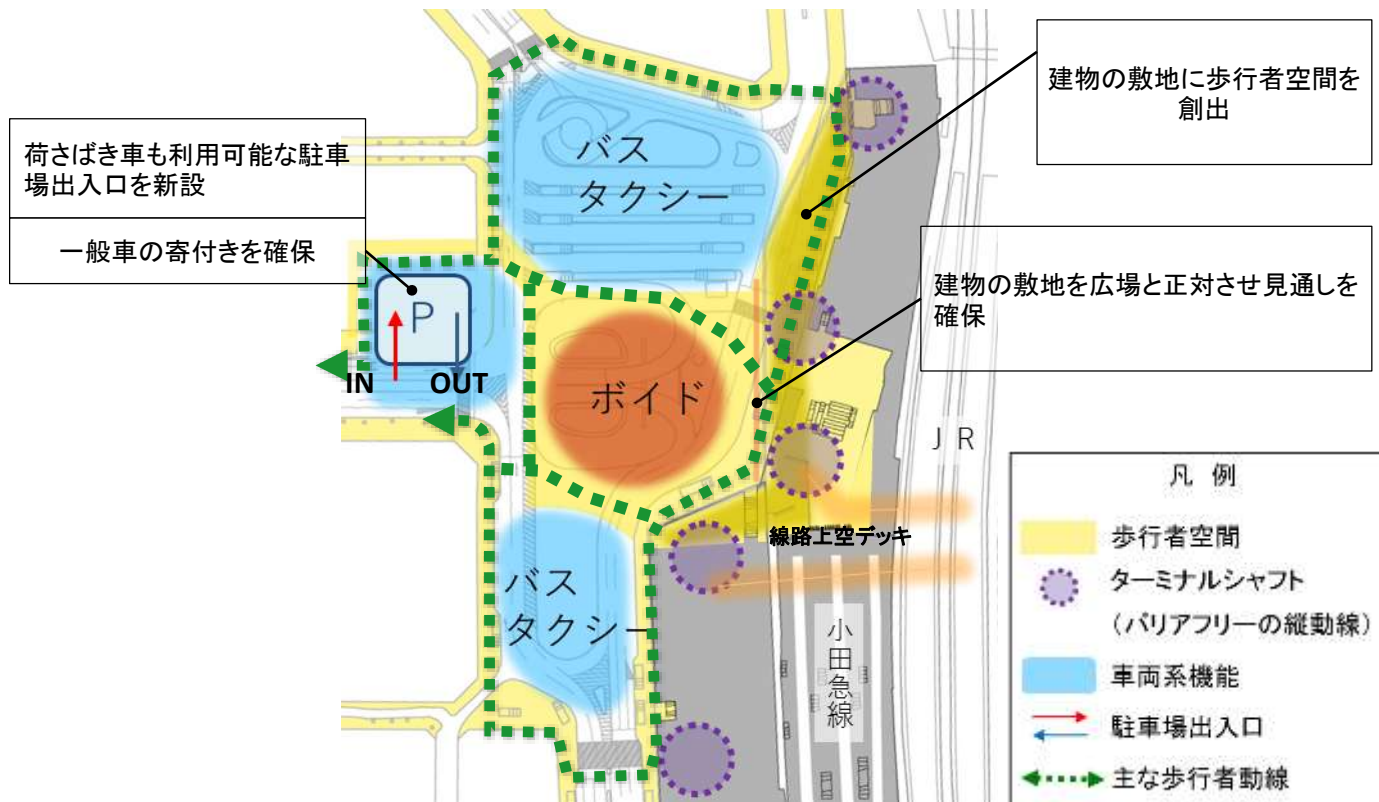 建物の敷地に歩行者空間を
創出
荷さばき車も利用可能な駐車
場出入口を新設
一般車の寄付きを確保
バス
タクシー
建物の敷地を広場と正対させ見通しを
確保
P
IN
OUT
ボイド
JR
線路上空デッキ
バス
タクシー
小田急線
凡 例
歩行者空間
ターミナルシャフト
(バリアフリーの縦動線)
車両系機能
駐車場出入口
主な歩行者動線